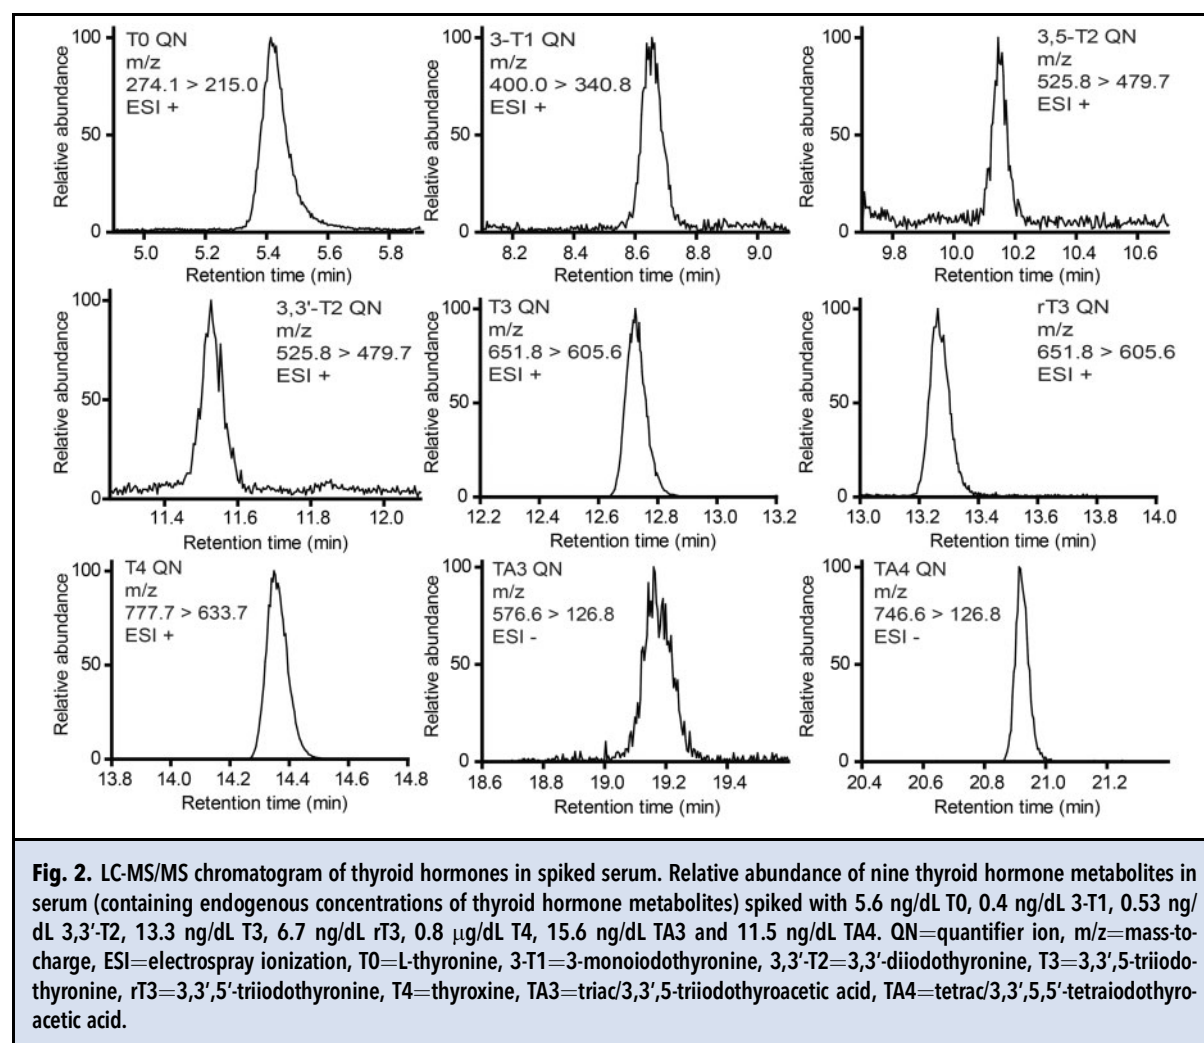 T0 QN
m/z
274.1 > 215.0
ESI +
100
50
0
Relative abundance
5.0 5.2 5.4 5.6 5.8
Retention time (min)
3-T1 QN
m/z
400.0 > 340.8
ESI +
100
50
0
Relative abundance
8.2 8.4 8.6 8.8 9.0
Retention time (min)
3,5-T2 QN
m/z
525.8 > 479.7
ESI +
100
50
0
Relative abundance
9.8 10.0 10.2 10.4 10.6
Retention time (min)
3,3'-T2 QN
m/z
525.8 > 479.7
ESI +
100
50
0
Relative abundance
11.4 11.6 11.8 12.0
Retention time (min)
T3 QN
m/z
651.8 > 605.6
ESI +
100
50
0
Relative abundance
12.2 12.4 12.6 12.8 13.0 13.2
Retention time (min)
rT3 QN
m/z
651.8 > 605.6
ESI +
100
50
0
Relative abundance
13.0 13.2 13.4 13.6 13.8 14.0
Retention time (min)
T4 QN
m/z
777.7 > 633.7
ESI +
100
50
0
Relative abundance
13.8 14.0 14.2 14.4 14.6 14.8
Retention time (min)
TA3 QN
m/z
576.6 > 126.8
ESI -
100
50
0
Relative abundance
18.6 18.8 19.0 19.2 19.4
Retention time (min)
TA4 QN
m/z
746.6 > 126.8
ESI -
100
50
0
Relative abundance
20.4 20.6 20.8 21.0 21.2
Retention time (min)
Fig. 2. LC-MS/MS chromatogram of thyroid hormones in spiked serum. Relative abundance of nine thyroid hormone metabolites in
serum (containing endogenous concentrations of thyroid hormone metabolites) spiked with 5.6 ng/dL T0, 0.4 ng/dL 3-T1, 0.53 ng/
dL 3,3′-T2, 13.3 ng/dL T3, 6.7 ng/dL rT3, 0.8 μg/dL T4, 15.6 ng/dL TA3 and 11.5 ng/dL TA4. QN=quantifier ion, m/z=mass-to-
charge, ESI=electrospray ionization, T0=L-thyronine, 3-T1=3-monoiodothyronine, 3,3′-T2=3,3′-diiodothyronine, T3=3,3′,5-triiodo-
thyronine, rT3=3,3′,5′-triiodothyronine, T4=thyroxine, TA3=triac/3,3′,5-triiodothyroacetic acid, TA4=tetrac/3,3′,5,5′-tetraiodothyro-
acetic acid.